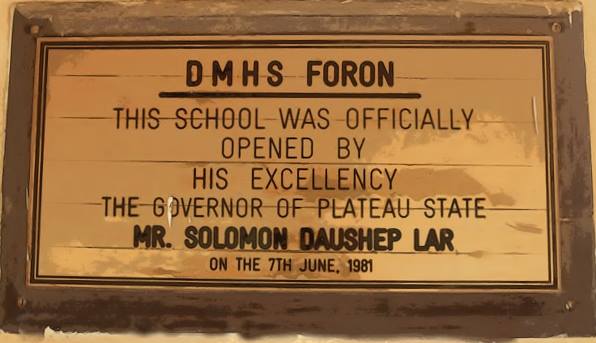 DMHS FORON
THIS SCHOOL WAS OFFICIALLY
OPENED BY
HIS EXCELLENCY
THE GOVERNOR OF PLATEAU STATE
MR. SOLOMON DAUSHEP LAR
ON THE 7TH JUNE, 1981